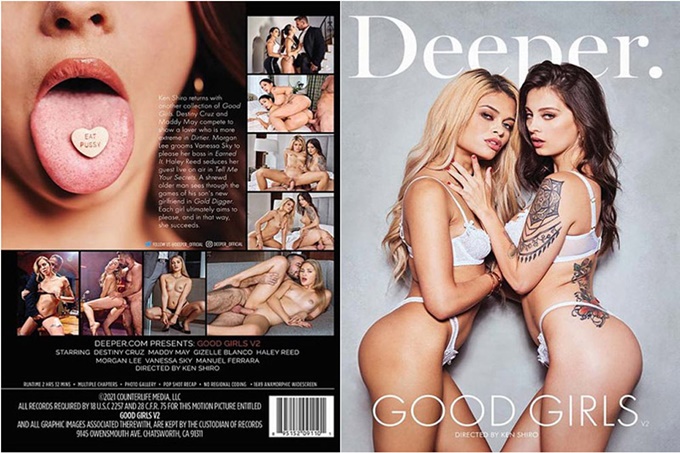 EAT
PUSSY
Ken Shiro returns with
another collection of Good
Girls. Destiny Cruz and
Maddy May compete to
show a lover who is more
extreme in Dirtier. Morgan
Lee grooms Vanessa Sky to
please her boss in Earned
It. Haley Reed seduces her
guest live on air in Tell Me
Your Secrets. A shrewd
older man sees through the
games of his son's new
girlfriend in Gold Digger.
Each girl ultimately aims to
please, and in that way,
she succeeds.
FOLLOW US @DEEPER_OFFICIAL DEEPER_OFFICIAL
DEEPER.COM PRESENTS: GOOD GIRLS V2
STARRING DESTINY CRUZ MADDY MAY GIZELLE BLANCO HALEY REED
MORGAN LEE VANESSA SKY MANUEL FERRARA
DIRECTED BY KEN SHIRO
RUNTIME 2 HRS 32 MINS • MULTIPLE CHAPTERS • PHOTO GALLERY • POP SHOT RECAP • NO REGIONAL CODING • 16X9 ANAMORPHIC WIDESCREEN
©2021 COUNTERLIFE MEDIA, LLC
ALL RECORDS REQUIRED BY 18 U.S.C 2257 AND 28 C.F.R. 75 FOR THIS MOTION PICTURE ENTITLED
GOOD GIRLS V2
AND ALL GRAPHIC IMAGES ASSOCIATED THEREWITH, ARE KEPT BY THE CUSTODIAN OF RECORDS
9145 OWENSMOUTH AVE, CHATSWORTH, CA 91311
Deeper.
GOOD GIRLS V2
DIRECTED BY KEN SHIRO